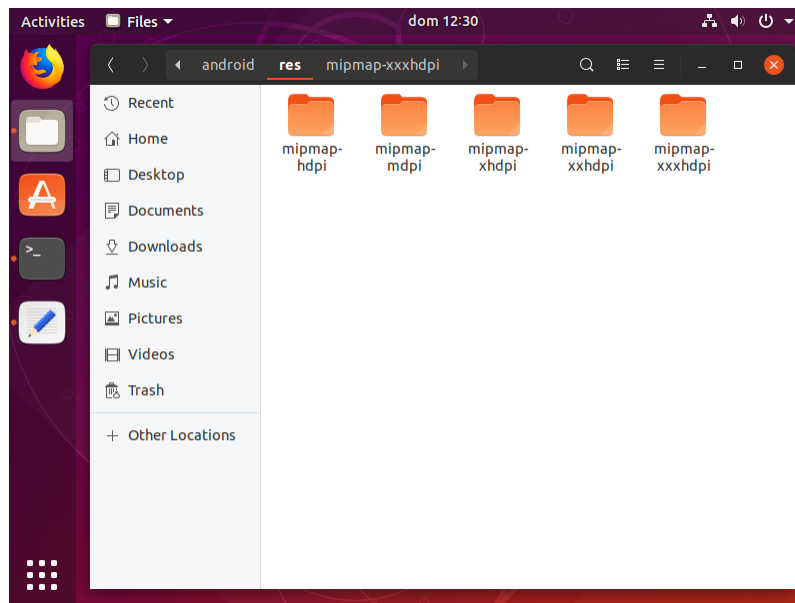 Activities Files dom 12:30
android res mipmap-xxxhdpi
Recent
Home
Desktop
Documents
Downloads
Music
Pictures
Videos
Trash
Other Locations
mipmap-
hdpi
mipmap-
mdpi
mipmap-
xhdpi
mipmap-
xxhdpi
mipmap-
xxxhdpi